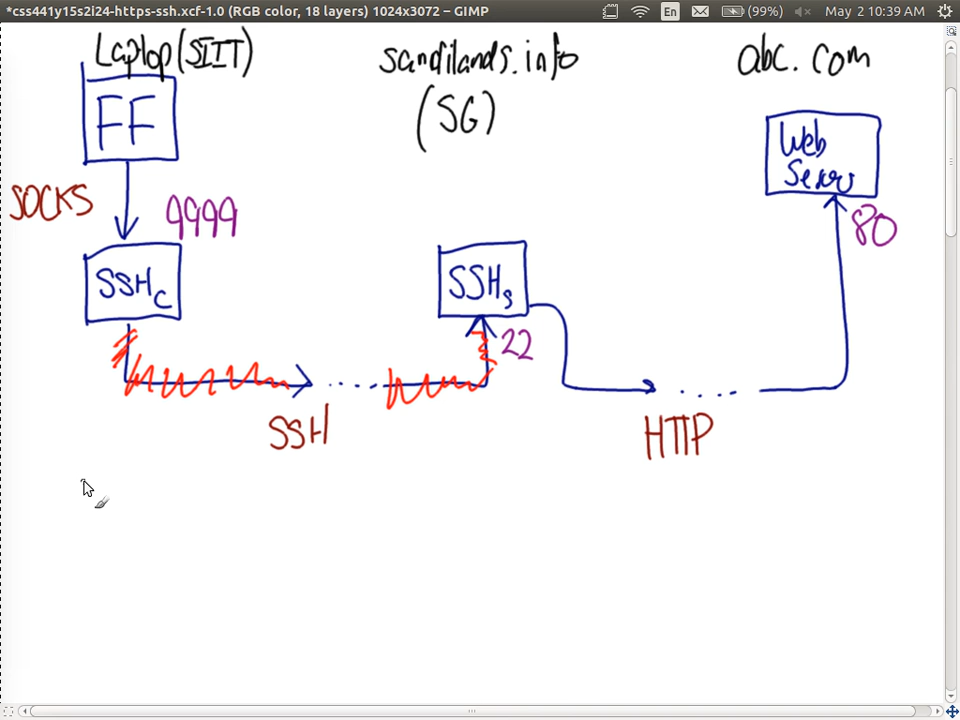 *css441y15s2i24-https-ssh.xcf-1.0 (RGB color, 18 layers) 1024x3072 – GIMP
En (99%) May 2 10:39 AM
Laptop(SIIT) sandilands.info abc.com
(SG)
FF
Web
Server
SOCKS 9999 80
SSHc SSHs
22
SSH HTTP